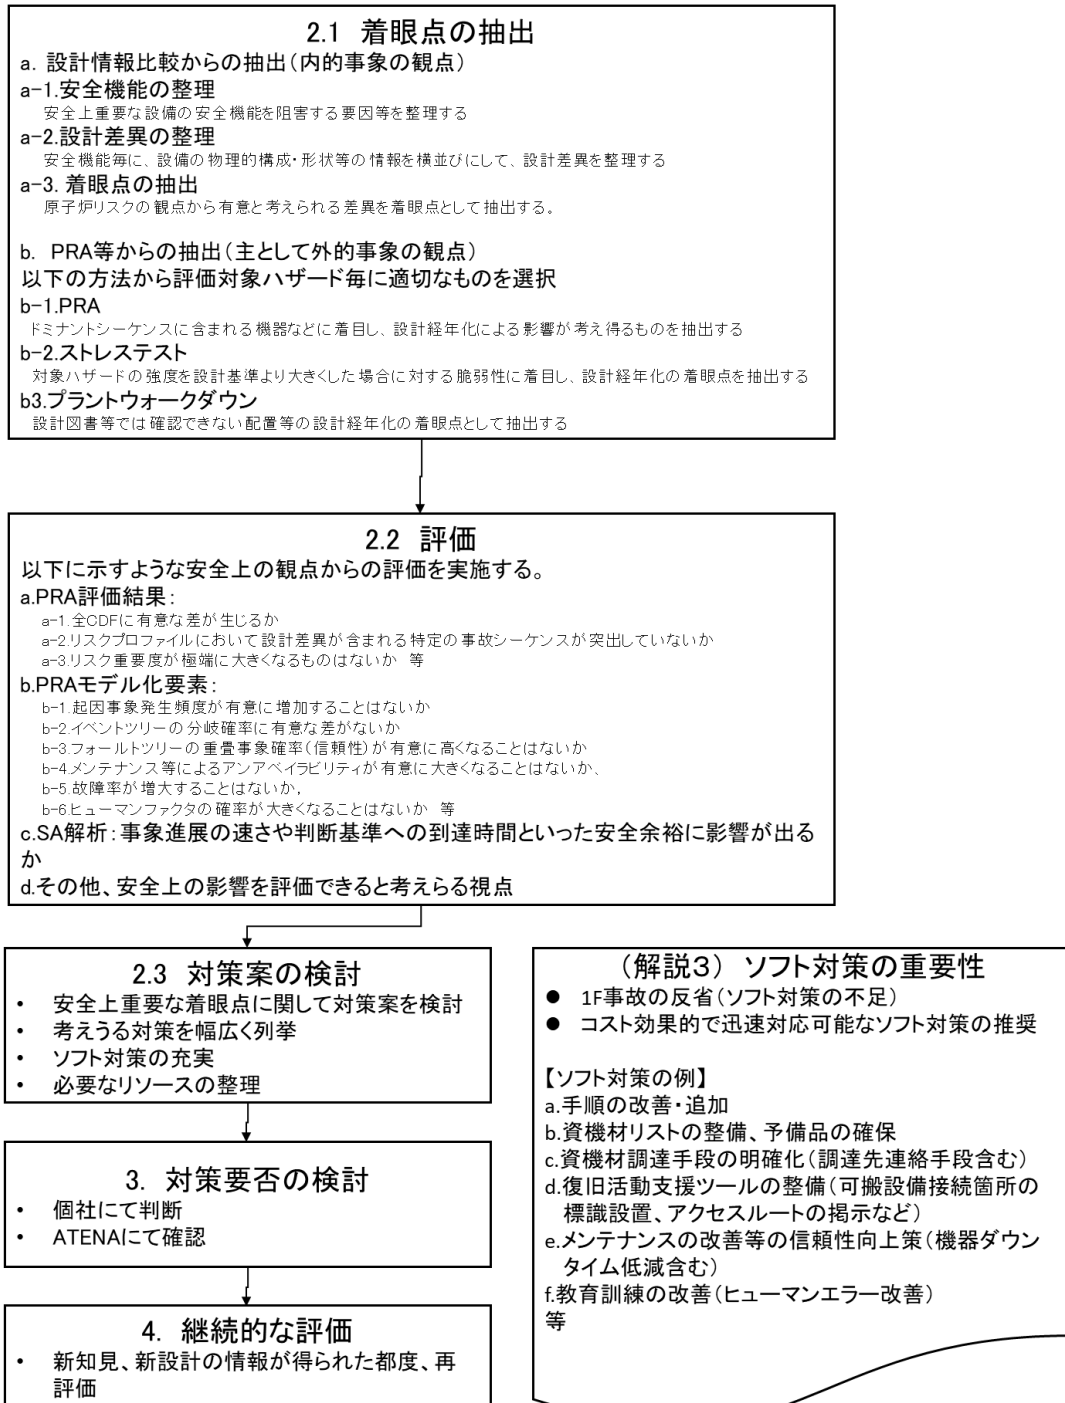 2.1 着眼点の抽出
a. 設計情報比較からの抽出（内的事象の観点）
a-1.安全機能の整理
安全上重要な設備の安全機能を阻害する要因等を整理する
a-2.設計差異の整理
安全機能毎に、設備の物理的構成・形状等の情報を横並びにして、設計差異を整理する
a-3. 着眼点の抽出
原子炉リスクの観点から有意と考えられる差異を着眼点として抽出する。
b. PRA等からの抽出（主として外的事象の観点）
以下の方法から評価対象ハザード毎に適切なものを選択
b-1.PRA
ドミナントシーケンスに含まれる機器などに着目し、設計経年化による影響が考え得るものを抽出する
b-2.ストレステスト
対象ハザードの強度を設計基準より大きくした場合に対する脆弱性に着目し、設計経年化の着眼点を抽出する
b3.プラントウォークダウン
設計図書等では確認できない配置等の設計経年化の着眼点として抽出する
2.2 評価
以下に示すような安全上の観点からの評価を実施する。
a.PRA評価結果：
a-1.全CDFに有意な差が生じるか
a-2.リスクプロファイルにおいて設計差異が含まれる特定の事故シーケンスが突出していないか
a-3.リスク重要度が極端に大きくなるものはないか 等
b.PRAモデル化要素：
b-1.起因事象発生頻度が有意に増加することはないか
b-2.イベントツリーの分岐確率に有意な差がないか
b-3.フォールトツリーの重畳事象確率（信頼性）が有意に高くなることはないか
b-4.メンテナンス等によるアンアベイラビリティが有意に大きくなることはないか、
b-5.故障率が増大することはないか，
b-6.ヒューマンファクタの確率が大きくなることはないか 等
c.SA解析：事象進展の速さや判断基準への到達時間といった安全余裕に影響が出る
か
d.その他、安全上の影響を評価できると考えらる視点
2.3 対策案の検討
• 安全上重要な着眼点に関して対策案を検討
• 考えうる対策を幅広く列挙
• ソフト対策の充実
• 必要なリソースの整理
3. 対策要否の検討
• 個社にて判断
• ATENAにて確認
4. 継続的な評価
• 新知見、新設計の情報が得られた都度、再
評価
（解説３） ソフト対策の重要性
● 1F事故の反省（ソフト対策の不足）
● コスト効果的で迅速対応可能なソフト対策の推奨
【ソフト対策の例】
a.手順の改善・追加
b.資機材リストの整備、予備品の確保
c.資機材調達手段の明確化（調達先連絡手段含む）
d.復旧活動支援ツールの整備（可搬設備接続箇所の
標識設置、アクセスルートの掲示など）
e.メンテナンスの改善等の信頼性向上策（機器ダウン
タイム低減含む）
f.教育訓練の改善（ヒューマンエラー改善）
等